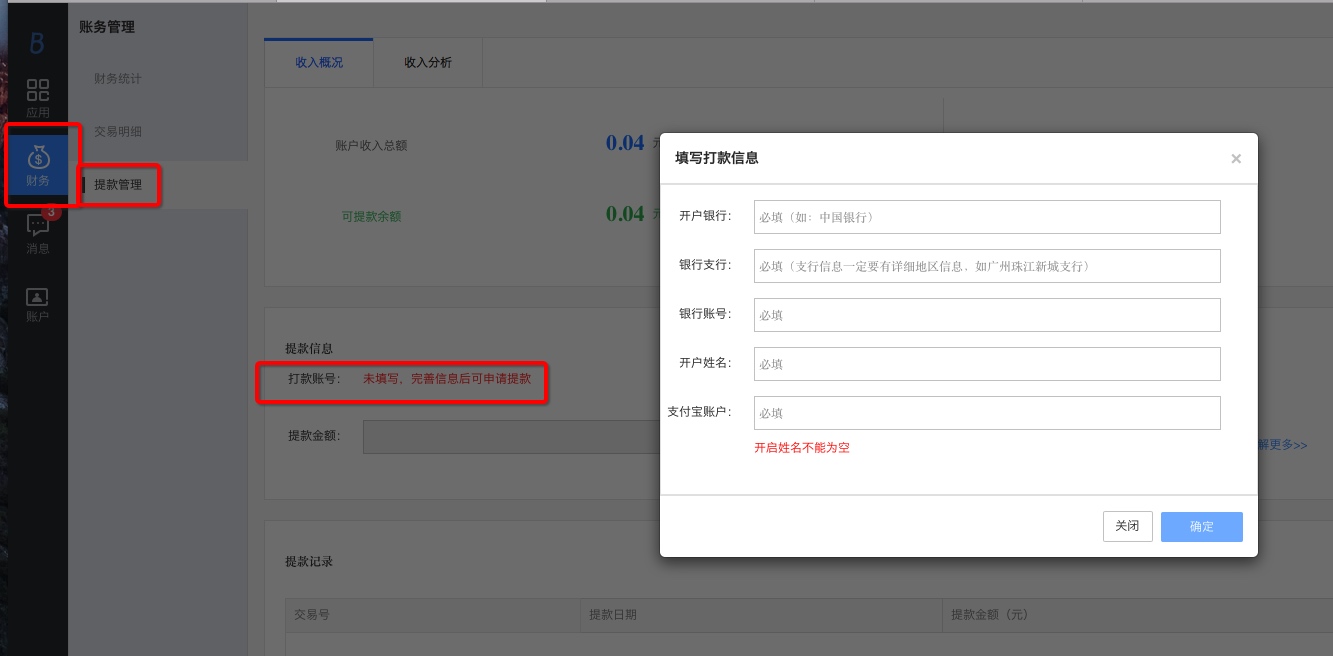 B
应用
财务
3
消息
账户
账务管理
财务统计
交易明细
提款管理
收入概况
收入分析
账户收入总额
0.04 元
可提款余额
0.04 元
提款信息
打款账号： 未填写，完善信息后可申请提款
提款金额：
解更多>>
提款记录
交易号
提款日期
提款金额（元）
填写打款信息
×
开户银行： 必填（如：中国银行）
银行支行： 必填（支行信息一定要有详细地区信息，如广州珠江新城支行）
银行账号： 必填
开户姓名： 必填
支付宝账户： 必填
开启姓名不能为空
关闭
确定